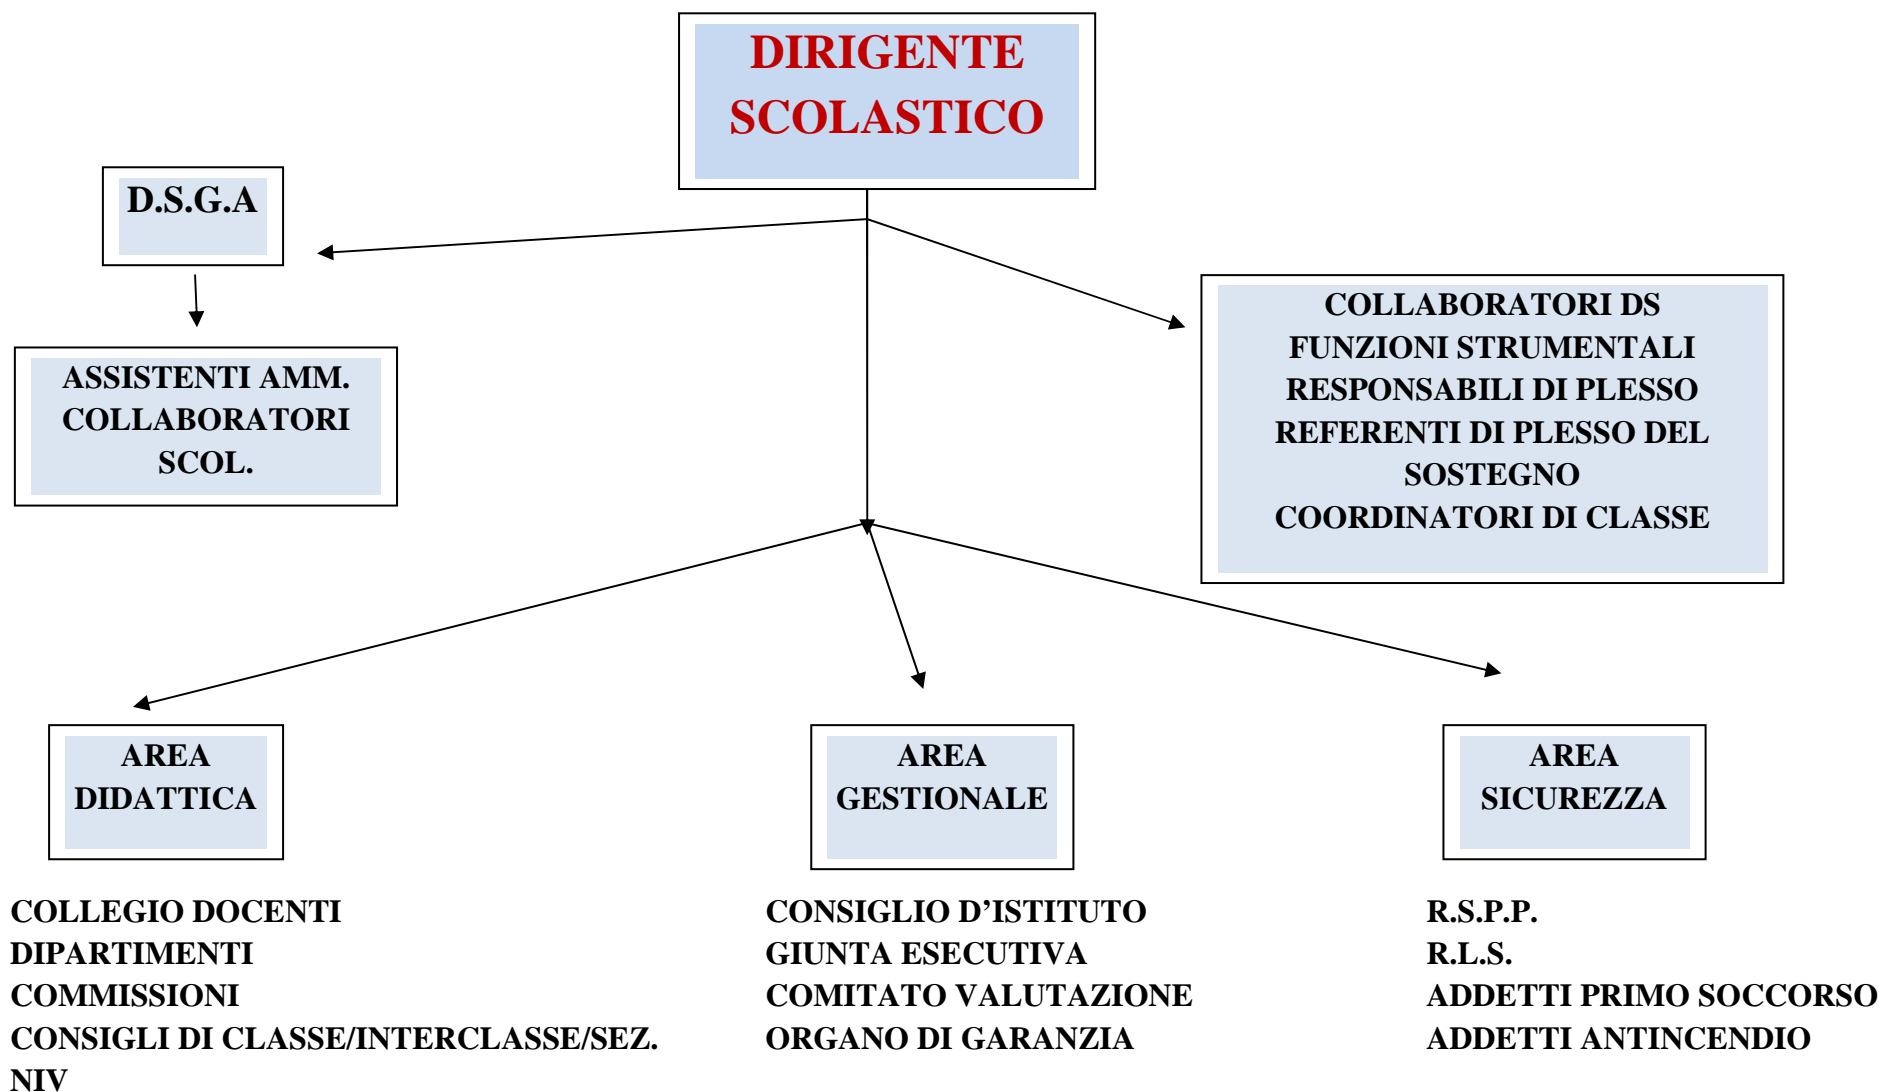 DIRIGENTE
SCOLASTICO
D.S.G.A
ASSISTENTI AMM.
COLLABORATORI
SCOL.
COLLABORATORI DS
FUNZIONI STRUMENTALI
RESPONSABILI DI PLESSO
REFERENTI DI PLESSO DEL
SOSTEGNO
COORDINATORI DI CLASSE
AREA
DIDATTICA
AREA
GESTIONALE
AREA
SICUREZZA
COLLEGIO DOCENTI
DIPARTIMENTI
COMMISSIONI
CONSIGLI DI CLASSE/INTERCLASSE/SEZ.
NIV
CONSIGLIO D’ISTITUTO
GIUNTA ESECUTIVA
COMITATO VALUTAZIONE
ORGANO DI GARANZIA
R.S.P.P.
R.L.S.
ADDETTI PRIMO SOCCORSO
ADDETTI ANTINCENDIO